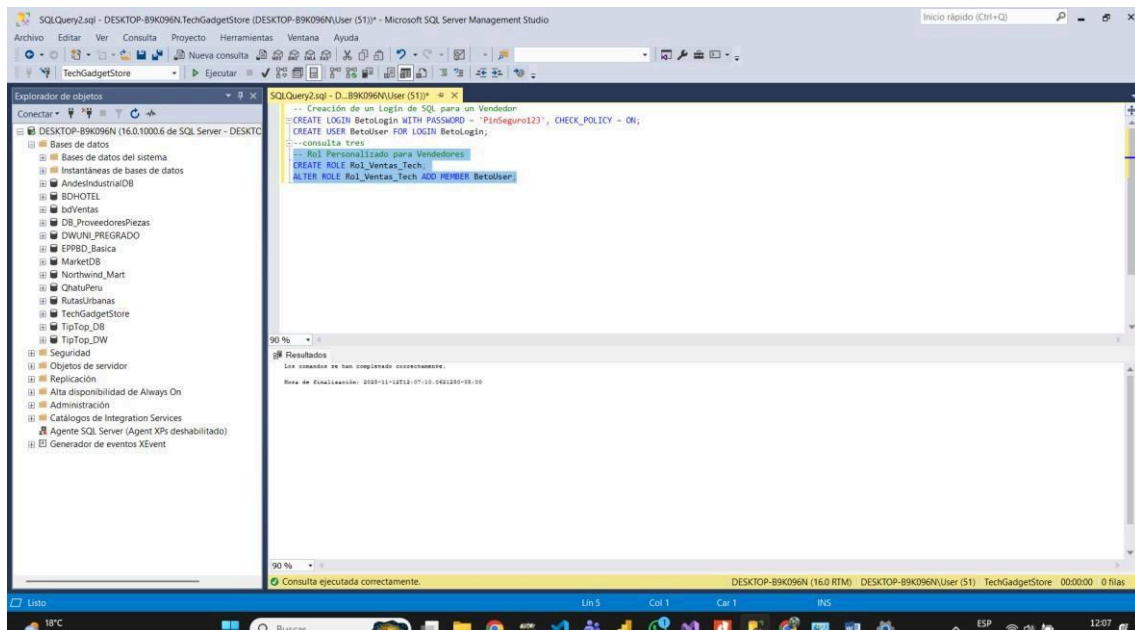 SQLQuery2.sql - DESKTOP-B9K096N.TechGadgetStore (DESKTOP-B9K096N\User (51))* - Microsoft SQL Server Management Studio
Inicio rápido (Ctrl+Q)
Archivo Editar Ver Consulta Proyecto Herramientas Ventana Ayuda
Nueva consulta
TechGadgetStore
Ejecutar
Explorador de objetos
SQLQuery2.sql - D...B9K096N\User (51))*
Conectar
DESKTOP-B9K096N (16.0.1000.6 de SQL Server - DESKTC
Bases de datos
Bases de datos del sistema
Instantáneas de bases de datos
AndesIndustrialDB
BDHOTEL
bdVentas
DB_ProveedoresPiezas
DWUNI_PREGRADO
EPPBD_Basica
MarketDB
Northwind_Mart
QhatuPeru
RutasUrbanas
TechGadgetStore
TipTop_DB
TipTop_DW
Seguridad
Objetos de servidor
Replicación
Alta disponibilidad de Always On
Administración
Catálogos de Integration Services
Agente SQL Server (Agent XPs deshabilitado)
Generador de eventos XEvent
-- Creación de un Login de SQL para un Vendedor
CREATE LOGIN BetoLogin WITH PASSWORD = 'PinSeguro123', CHECK_POLICY = ON;
CREATE USER BetoUser FOR LOGIN BetoLogin;
--consulta tres
-- Rol Personalizado para Vendedores
CREATE ROLE Rol_Ventas_Tech;
ALTER ROLE Rol_Ventas_Tech ADD MEMBER BetoUser;
90 %
Resultados
Los comandos se han completado correctamente.
Hora de finalización:
90 %
Consulta ejecutada correctamente.
DESKTOP-B9K096N (16.0 RTM) DESKTOP-B9K096N\User (51) TechGadgetStore 00:00:00 0 filas
Listo
Lín 5 Col 1 Car 1 INS
18°C
Buscar
ESP
12:07